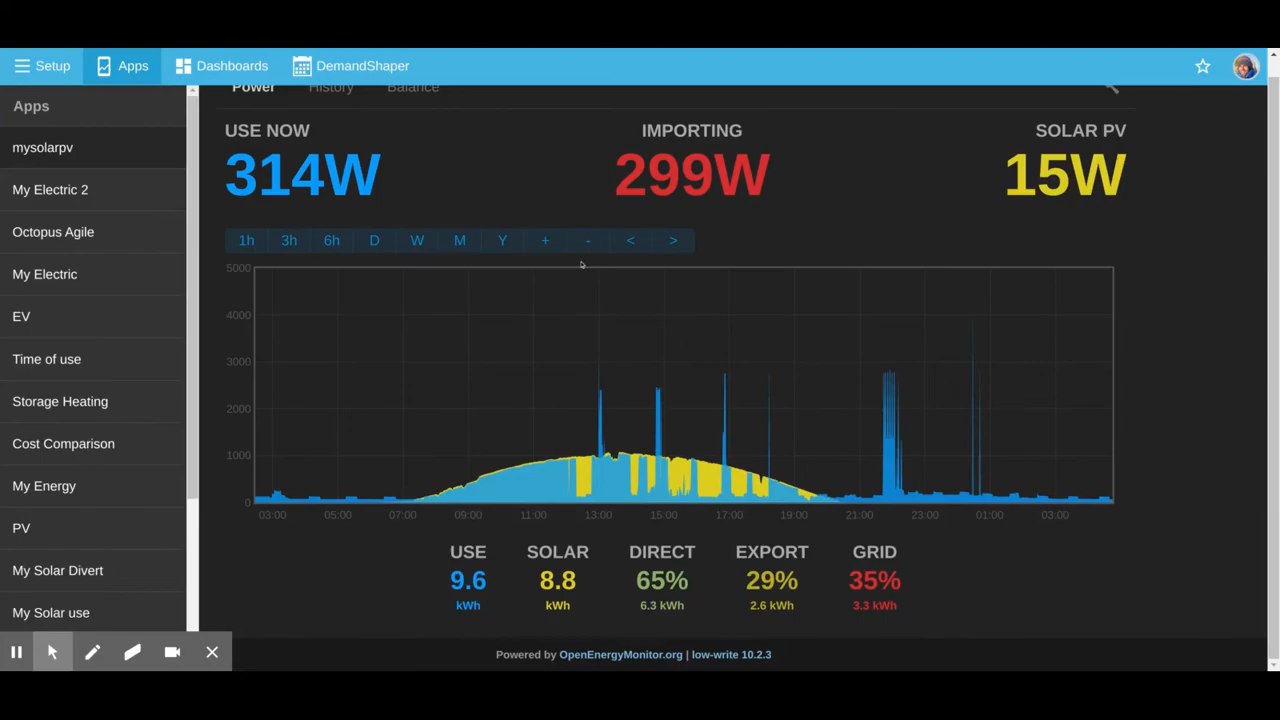 Setup Apps Dashboards DemandShaper
Apps
mysolarpv
My Electric 2
Octopus Agile
My Electric
EV
Time of use
Storage Heating
Cost Comparison
My Energy
PV
My Solar Divert
My Solar use
Power History Balance
USE NOW IMPORTING SOLAR PV
314W 299W 15W
1h 3h 6h D W M Y + - < >
5000
4000
3000
2000
1000
0
03:00 05:00 07:00 09:00 11:00 13:00 15:00 17:00 19:00 21:00 23:00 01:00 03:00
USE SOLAR DIRECT EXPORT GRID
9.6 8.8 65% 29% 35%
kWh kWh 6.3 kWh 2.6 kWh 3.3 kWh
Powered by OpenEnergyMonitor.org | low-write 10.2.3